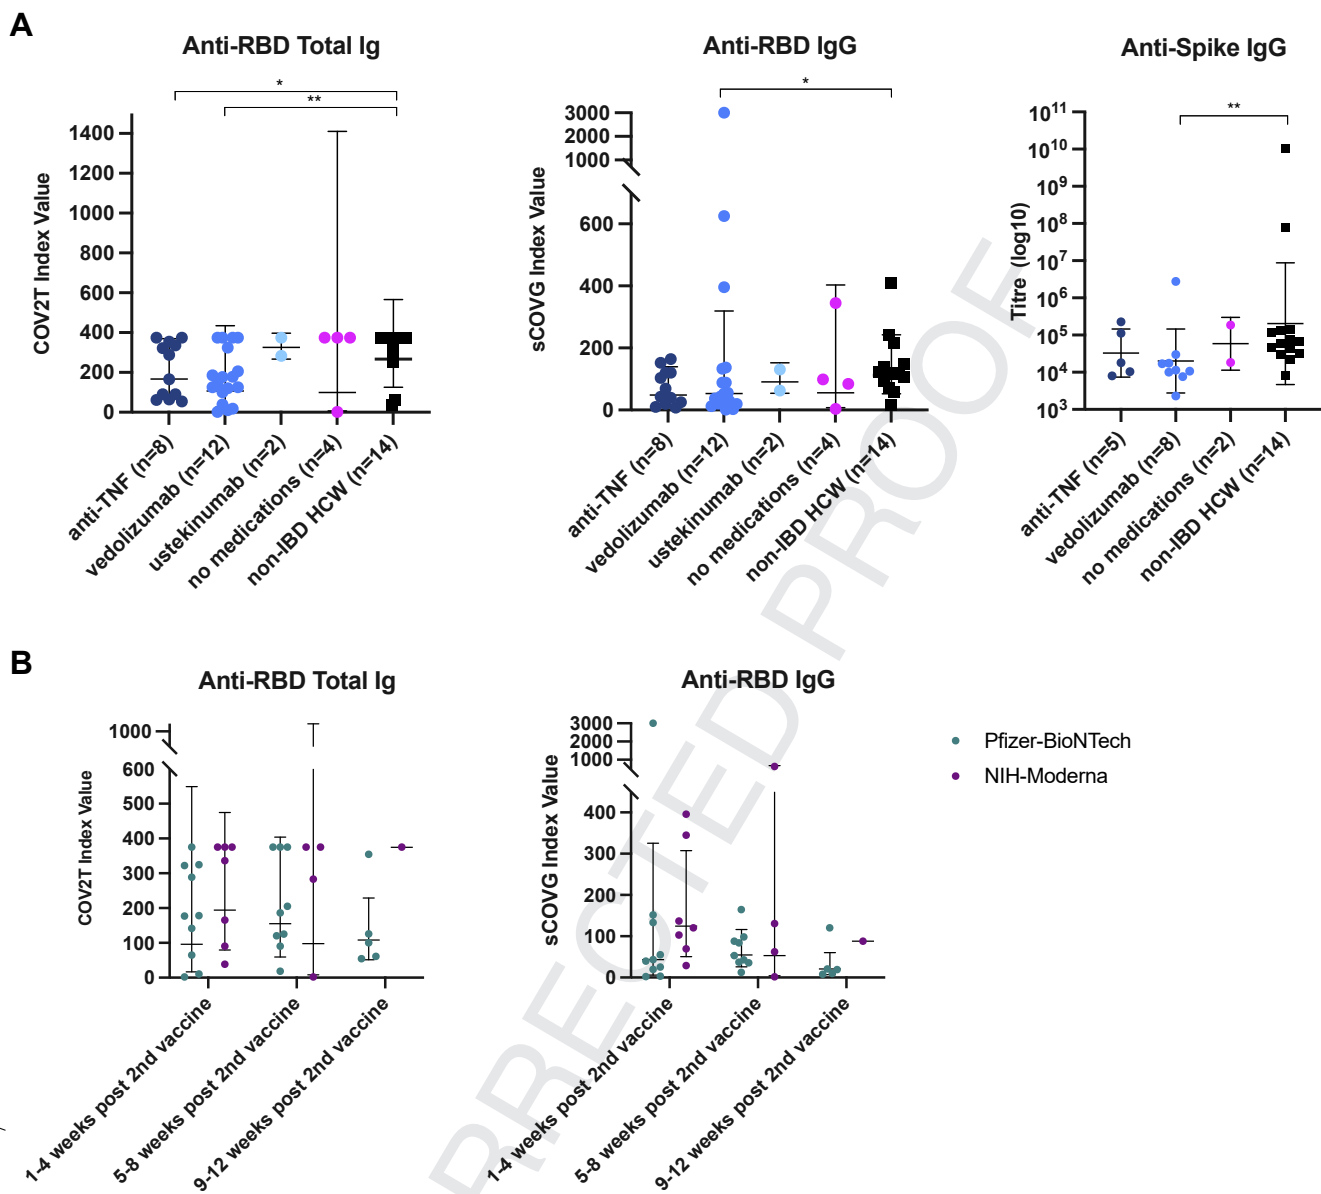 A
Anti-RBD Total Ig
*
**
COV2T Index Value
1400
1200
1000
800
600
400
200
0
anti-TNF (n=8)
vedolizumab (n=12)
ustekinumab (n=2)
no medications (n=4)
non-IBD HCW (n=14)
Anti-RBD IgG
*
sCOVG Index Value
3000
2000
1000
600
400
200
0
anti-TNF (n=8)
vedolizumab (n=12)
ustekinumab (n=2)
no medications (n=4)
non-IBD HCW (n=14)
Anti-Spike IgG
**
Titre (log10)
10¹¹
10¹⁰
10⁹
10⁸
10⁷
10⁶
10⁵
10⁴
10³
anti-TNF (n=5)
vedolizumab (n=8)
ustekinumab (n=2)
non-IBD HCW (n=14)
B
Anti-RBD Total Ig
COV2T Index Value
1000
600
500
400
300
200
100
0
1-4 weeks post 2nd vaccine
5-8 weeks post 2nd vaccine
9-12 weeks post 2nd vaccine
Anti-RBD IgG
sCOVG Index Value
3000
2000
1000
400
300
200
100
0
1-4 weeks post 2nd vaccine
5-8 weeks post 2nd vaccine
9-12 weeks post 2nd vaccine
Pfizer-BioNTech
NIH-Moderna
RRECTED PROOF